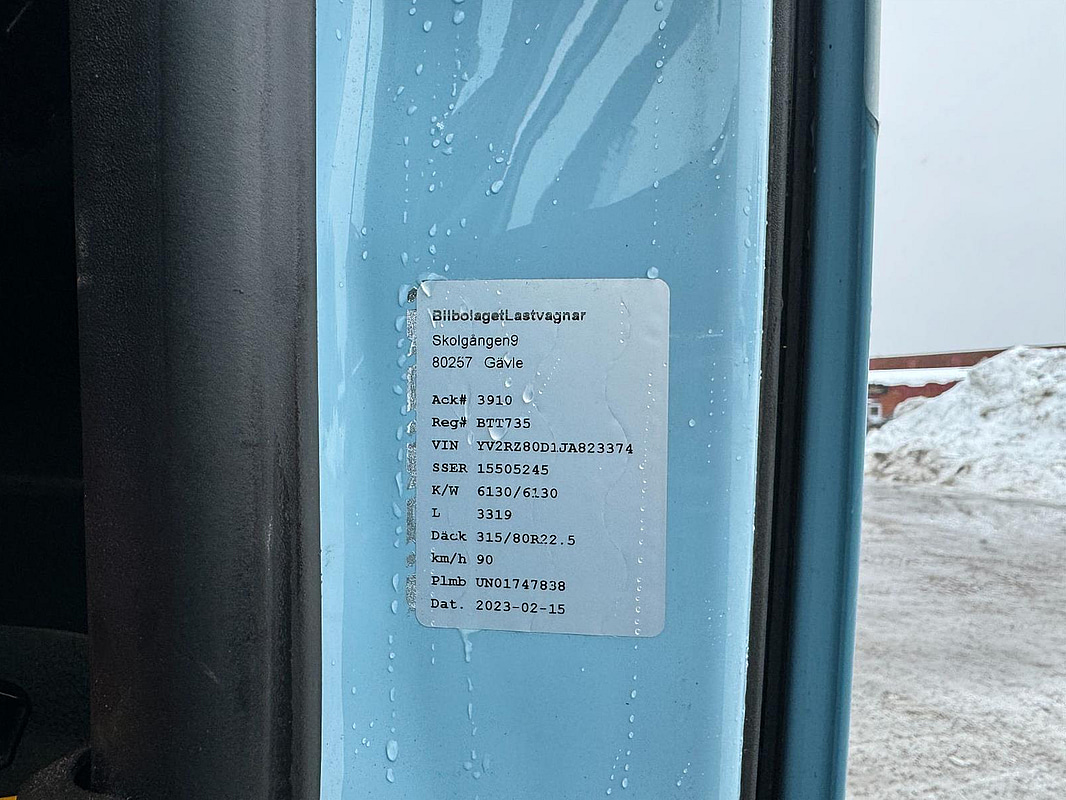 BilbolagetLastvagnar
Skolgången9
80257 Gävle
Ack# 3910
Reg# BTT735
VIN YV2RZ80D1JA823374
SSER 15505245
K/W 6130/6130
L 3319
Däck 315/80R22.5
km/h 90
Plmb UN01747838
Dat. 2023-02-15